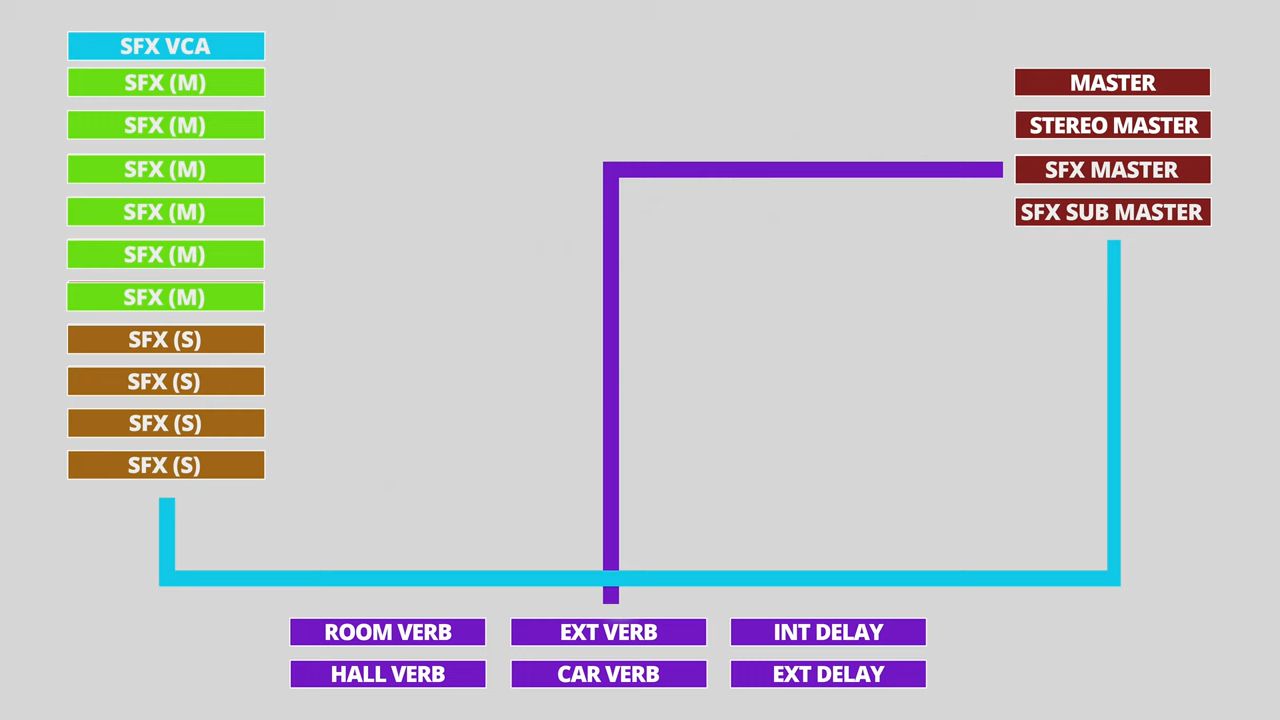 SFX VCA
SFX (M)
SFX (M)
SFX (M)
SFX (M)
SFX (M)
SFX (M)
SFX (S)
SFX (S)
SFX (S)
SFX (S)
MASTER
STEREO MASTER
SFX MASTER
SFX SUB MASTER
ROOM VERB
EXT VERB
INT DELAY
HALL VERB
CAR VERB
EXT DELAY